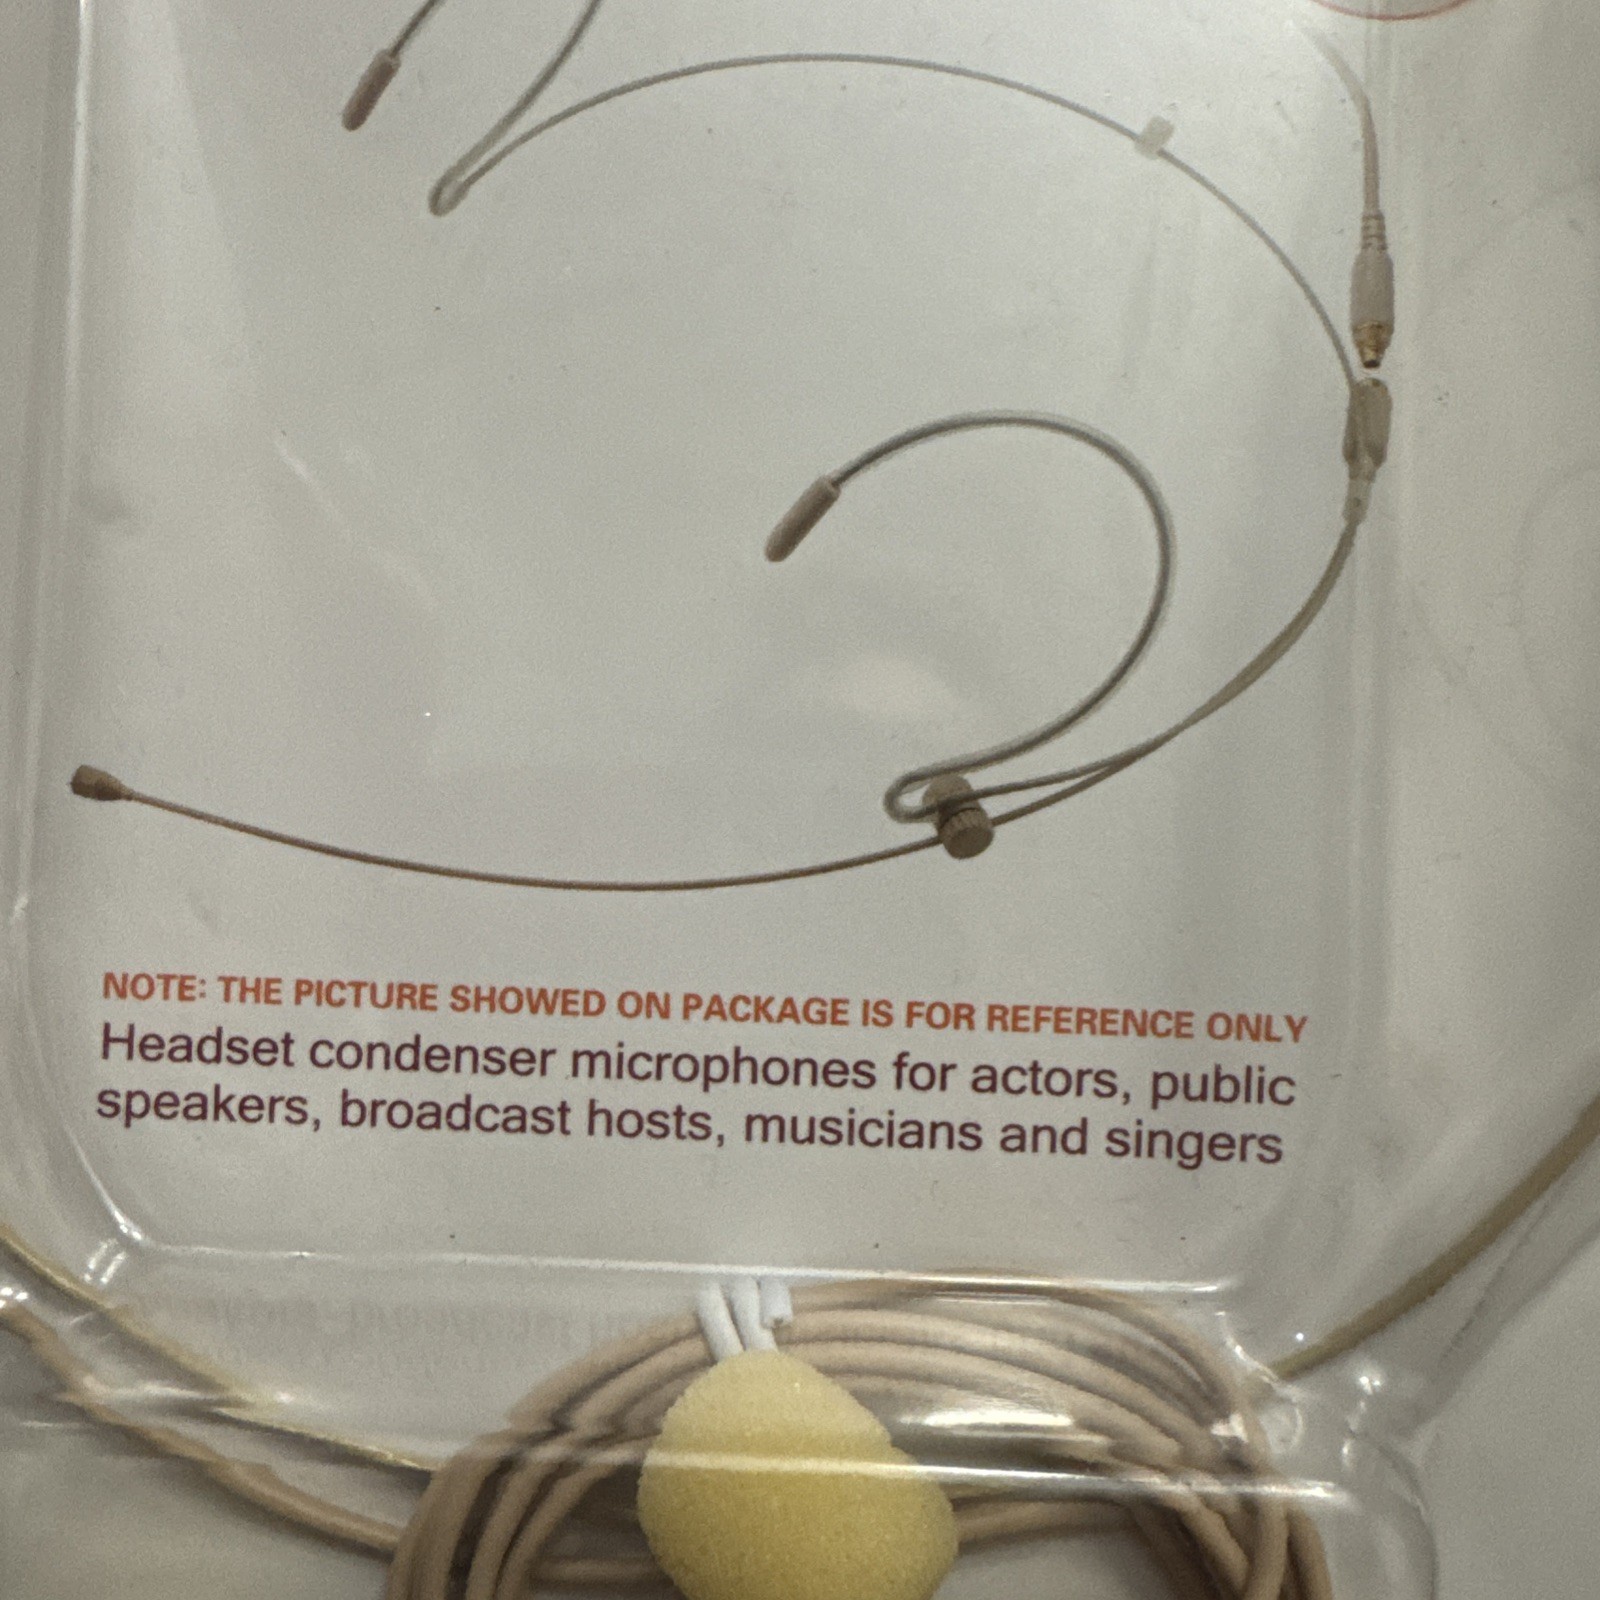 NOTE: THE PICTURE SHOWED ON PACKAGE IS FOR REFERENCE ONLY
Headset condenser microphones for actors, public
speakers, broadcast hosts, musicians and singers